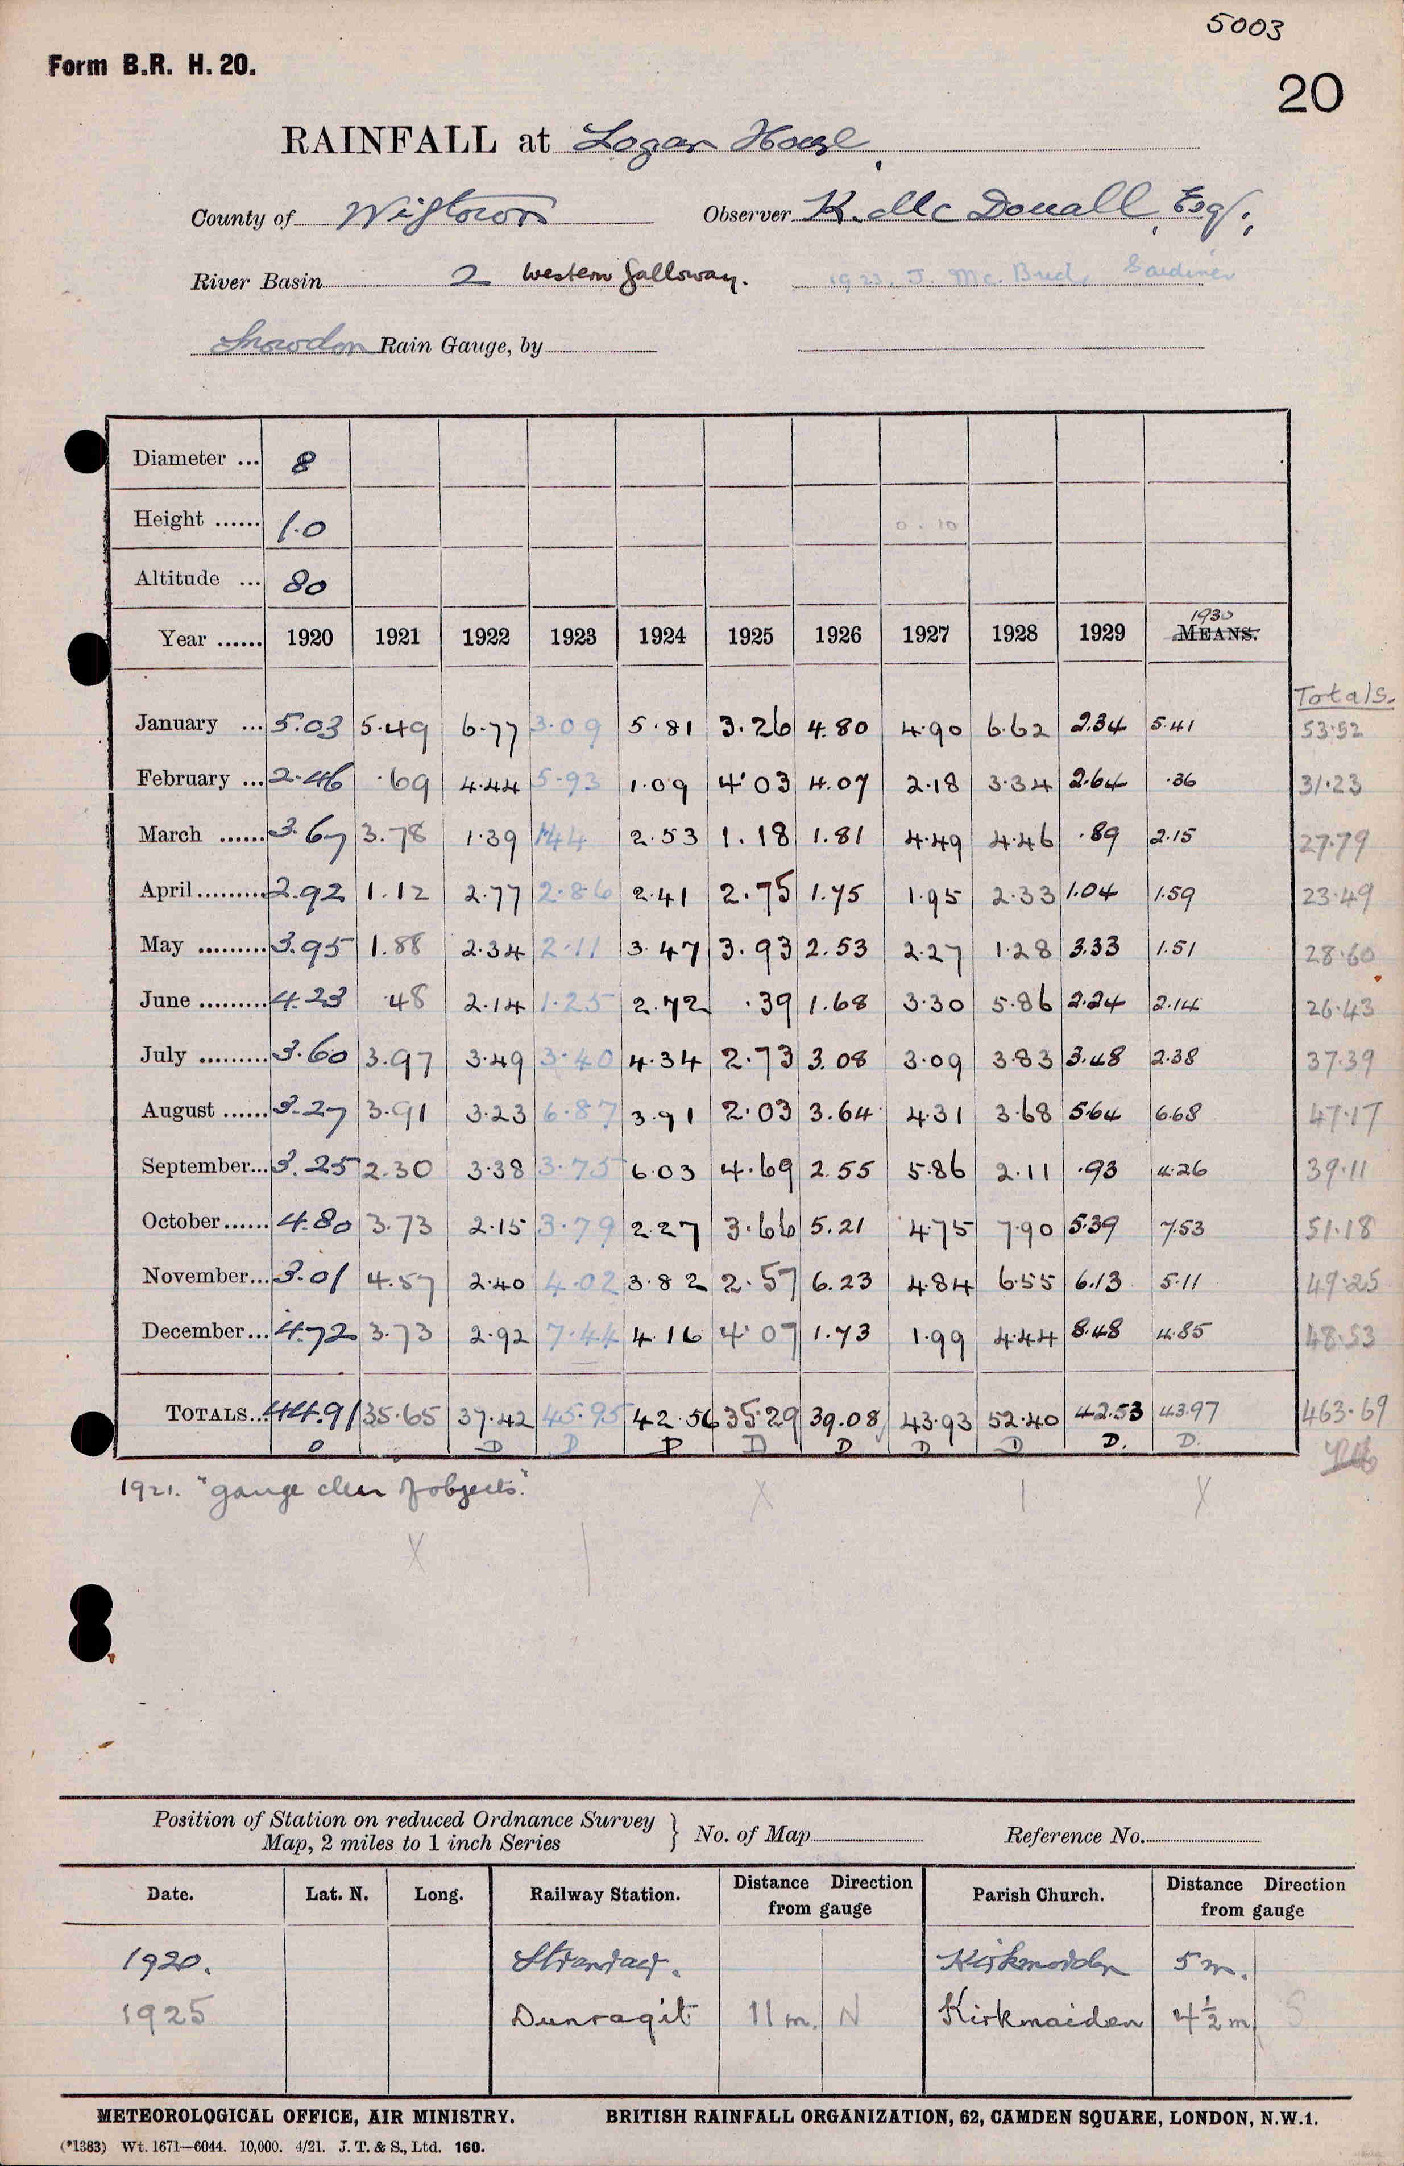 5003
Form B.R. H. 20.
20
RAINFALL at Logan House,
County of Wigtown Observer K. McDouall, Esq.,
River Basin 2 Western Galloway. 1923. J. McBride Gardiner
Snowdon Rain Gauge, by
Diameter ... 8
Height ...... 1.0 0.10
Altitude ... 80
1930
Year ...... 1920 1921 1922 1923 1924 1925 1926 1927 1928 1929 MEANS.
Totals.
January ... 5.03 5.49 6.77 3.09 5.81 3.26 4.80 4.90 6.62 2.34 5.41 53.52
February ... 2.46 .69 4.44 5.93 1.09 4.03 4.07 2.18 3.34 2.64 .36 31.23
March ...... 3.67 3.78 1.39 1.44 2.53 1.18 1.81 4.49 4.46 .89 2.15 27.79
April ......... 2.92 1.12 2.77 2.86 2.41 2.75 1.75 1.95 2.33 1.04 1.59 23.49
May ......... 3.95 1.88 2.34 2.11 3.47 3.93 2.53 2.27 1.28 3.33 1.51 28.60
June ......... 4.23 .48 2.14 1.25 2.72 .39 1.68 3.30 5.86 2.24 2.14 26.43
July ......... 3.60 3.97 3.49 3.40 4.34 2.73 3.08 3.09 3.83 3.48 2.38 37.39
August ...... 3.27 3.91 3.23 6.87 3.91 2.03 3.64 4.31 3.68 5.64 6.68 47.17
September... 3.25 2.30 3.38 3.75 6.03 4.69 2.55 5.86 2.11 .93 4.26 39.11
October ...... 4.80 3.73 2.15 3.79 2.27 3.66 5.21 4.75 7.90 5.39 7.53 51.18
November... 3.01 4.57 2.40 4.02 3.82 2.57 6.23 4.84 6.55 6.13 5.11 49.25
December... 4.72 3.73 2.92 7.44 4.16 4.07 1.73 1.99 4.44 8.48 4.85 48.53
TOTALS... 44.91 35.65 37.42 45.95 42.56 35.29 39.08 43.93 52.40 42.53 43.97 463.69
D D D D D D D D D. D.
1921. "gauge clear of objects."
X | X | X
Position of Station on reduced Ordnance Survey
Map, 2 miles to 1 inch Series } No. of Map Reference No.
Date. Lat. N. Long. Railway Station. Distance Direction from gauge Parish Church. Distance Direction from gauge
1920. Stranraer. Kirkmaiden 5 m.
1925 Dunragit 11 m. N Kirkmaiden 4½ m S
METEOROLOGICAL OFFICE, AIR MINISTRY. BRITISH RAINFALL ORGANIZATION, 62, CAMDEN SQUARE, LONDON, N.W.1.
(*1383) Wt. 1671—6044. 10,000. 4/21. J. T. & S., Ltd. 160.